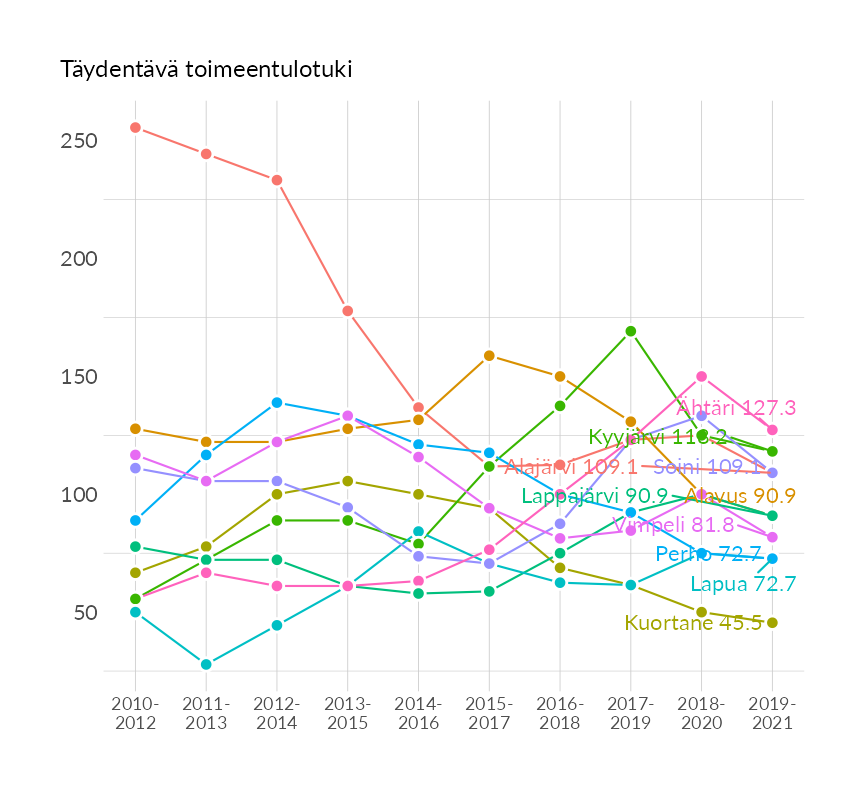 Täydentävä toimeentulotuki
250
200
150
100
50
Ähtäri 127.3
Kyyjärvi 118.2
Alajärvi 109.1
Soini 109.1
Lappajärvi 90.9
Alavus 90.9
Vimpeli 81.8
Perho 72.7
Lapua 72.7
Kuortane 45.5
2010- 2011- 2012- 2013- 2014- 2015- 2016- 2017- 2018- 2019-
2012 2013 2014 2015 2016 2017 2018 2019 2020 2021